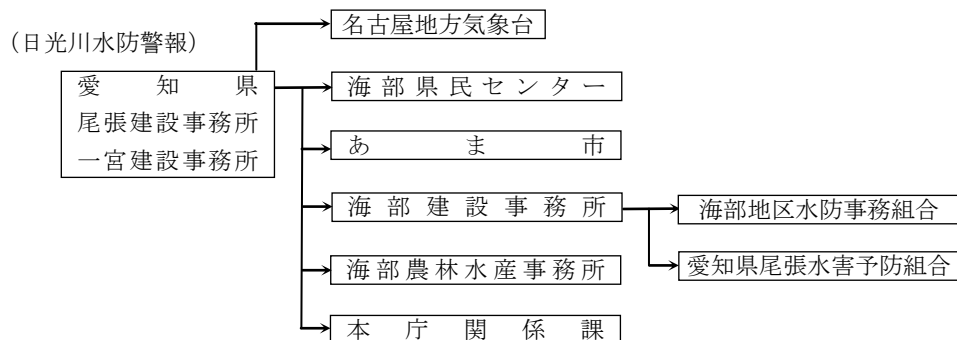 名古屋地方気象台
（日光川水防警報）
愛知県
尾張建設事務所
一宮建設事務所
海部県民センター
あま市
海部建設事務所
海部地区水防事務組合
愛知県尾張水害予防組合
海部農林水産事務所
本庁関係課